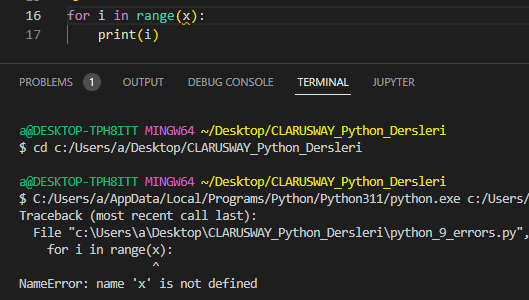 16 for i in range(x):
17 print(i)
PROBLEMS 1 OUTPUT DEBUG CONSOLE TERMINAL JUPYTER
a@DESKTOP-TPH8ITT MINGW64 ~/Desktop/CLARUSWAY_Python_Dersleri
$ cd c:/Users/a/Desktop/CLARUSWAY_Python_Dersleri
a@DESKTOP-TPH8ITT MINGW64 ~/Desktop/CLARUSWAY_Python_Dersleri
$ C:/Users/a/AppData/Local/Programs/Python/Python311/python.exe c:/Users/
Traceback (most recent call last):
File "c:\Users\a\Desktop\CLARUSWAY_Python_Dersleri\python_9_errors.py",
for i in range(x):
^
NameError: name 'x' is not defined